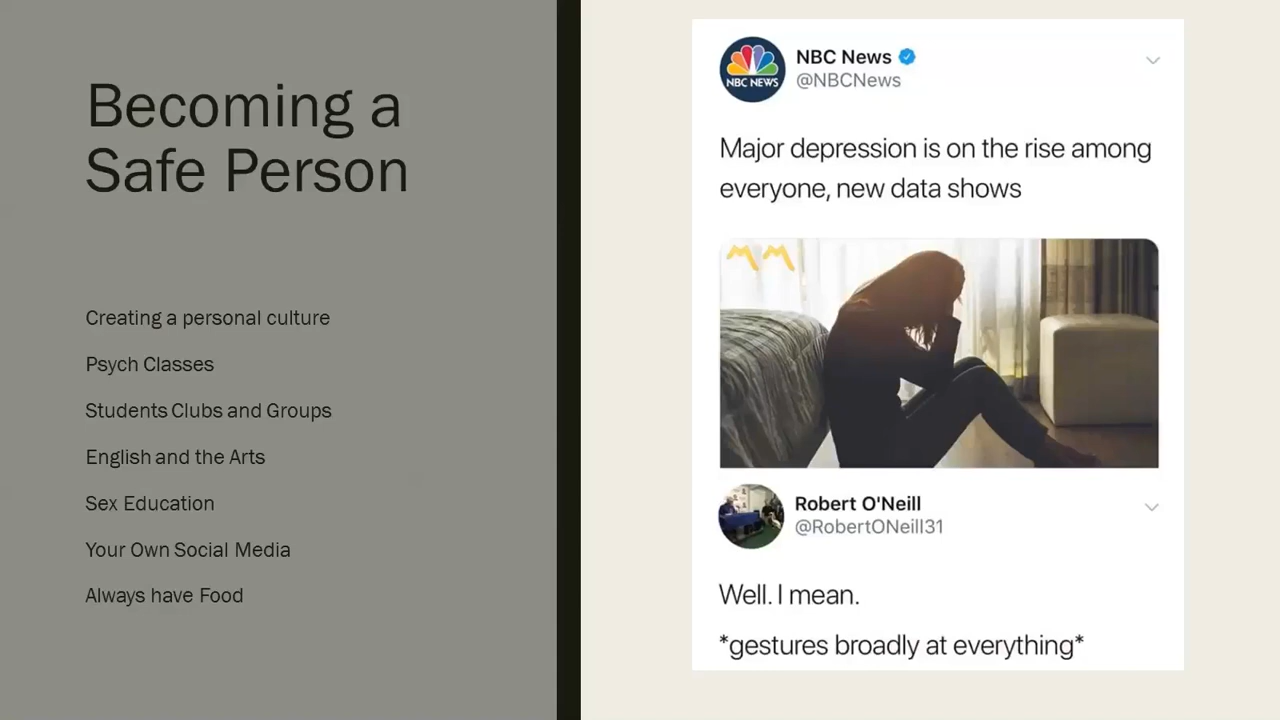 Becoming a
Safe Person
Creating a personal culture
Psych Classes
Students Clubs and Groups
English and the Arts
Sex Education
Your Own Social Media
Always have Food
NBC NEWS
NBC News
@NBCNews
Major depression is on the rise among
everyone, new data shows
Robert O'Neill
@RobertONeill31
Well. I mean.
*gestures broadly at everything*